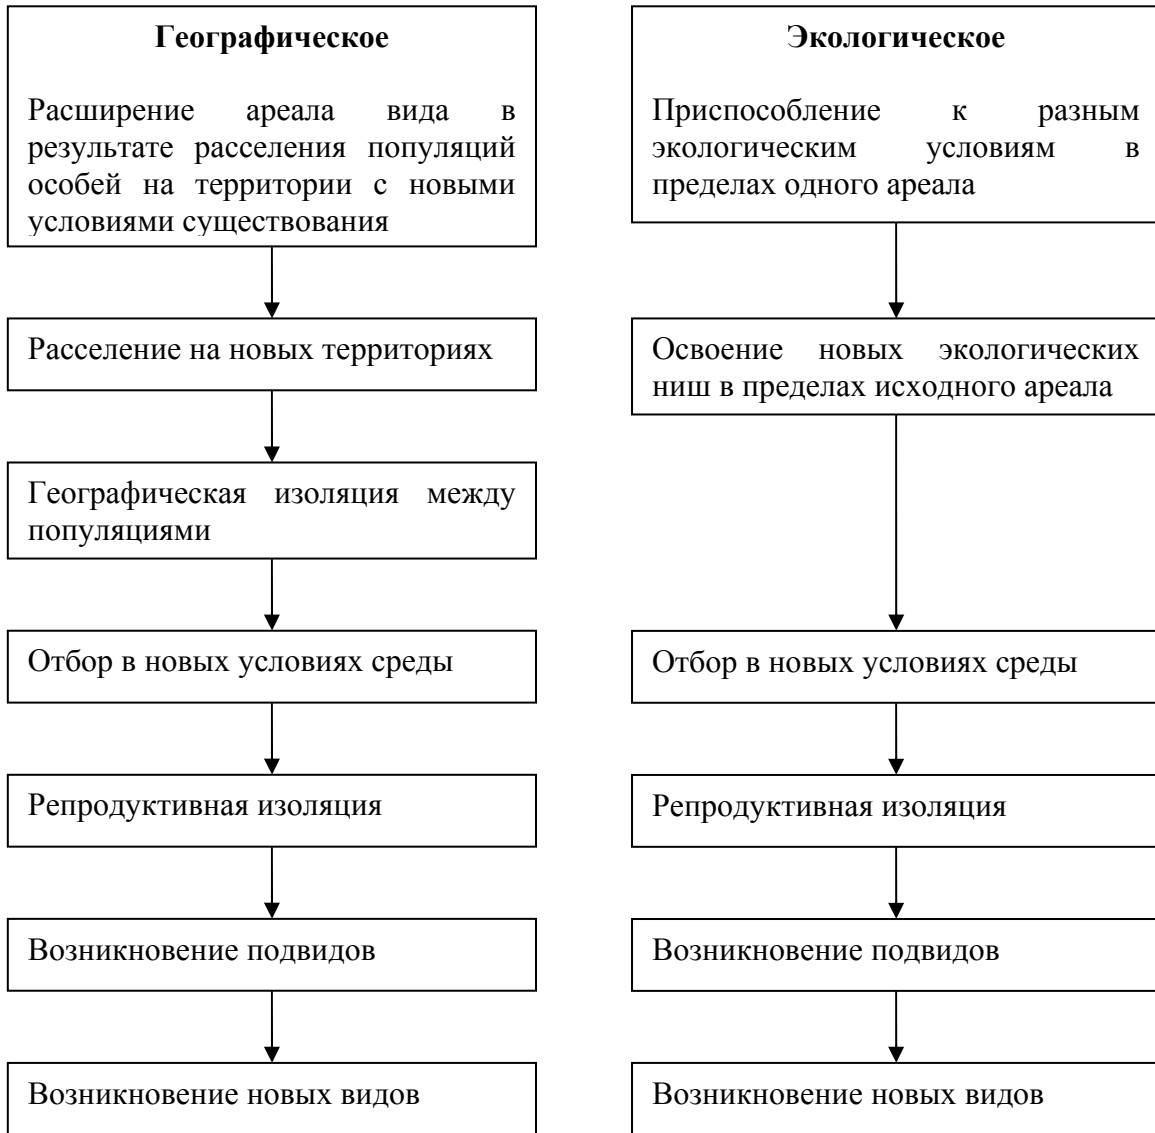 Географическое
Расширение ареала вида в
результате расселения популяций
особей на территории с новыми
условиями существования
Расселение на новых территориях
Географическая изоляция между
популяциями
Отбор в новых условиях среды
Репродуктивная изоляция
Возникновение подвидов
Возникновение новых видов
Экологическое
Приспособление к разным
экологическим условиям в
пределах одного ареала
Освоение новых экологических
ниш в пределах исходного ареала
Отбор в новых условиях среды
Репродуктивная изоляция
Возникновение подвидов
Возникновение новых видов